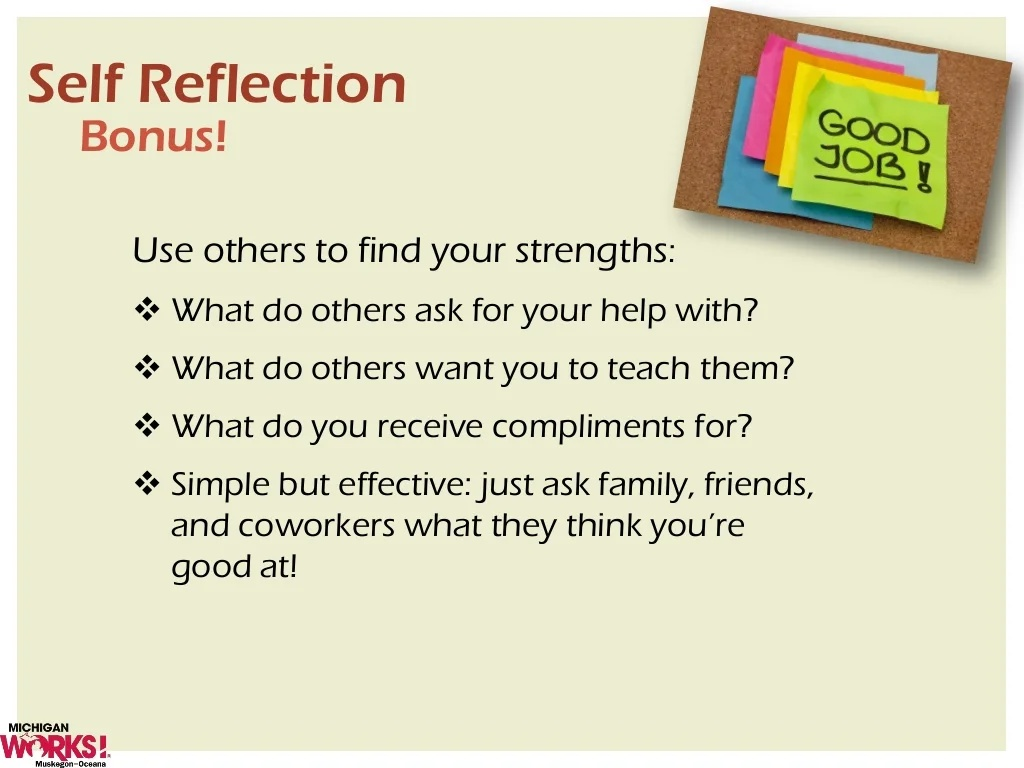 Self Reflection
Bonus!
GOOD
JOB!
Use others to find your strengths:
❖ What do others ask for your help with?
❖ What do others want you to teach them?
❖ What do you receive compliments for?
❖ Simple but effective: just ask family, friends,
and coworkers what they think you’re
good at!
MICHIGAN
WORKS!
Muskegon-Oceana